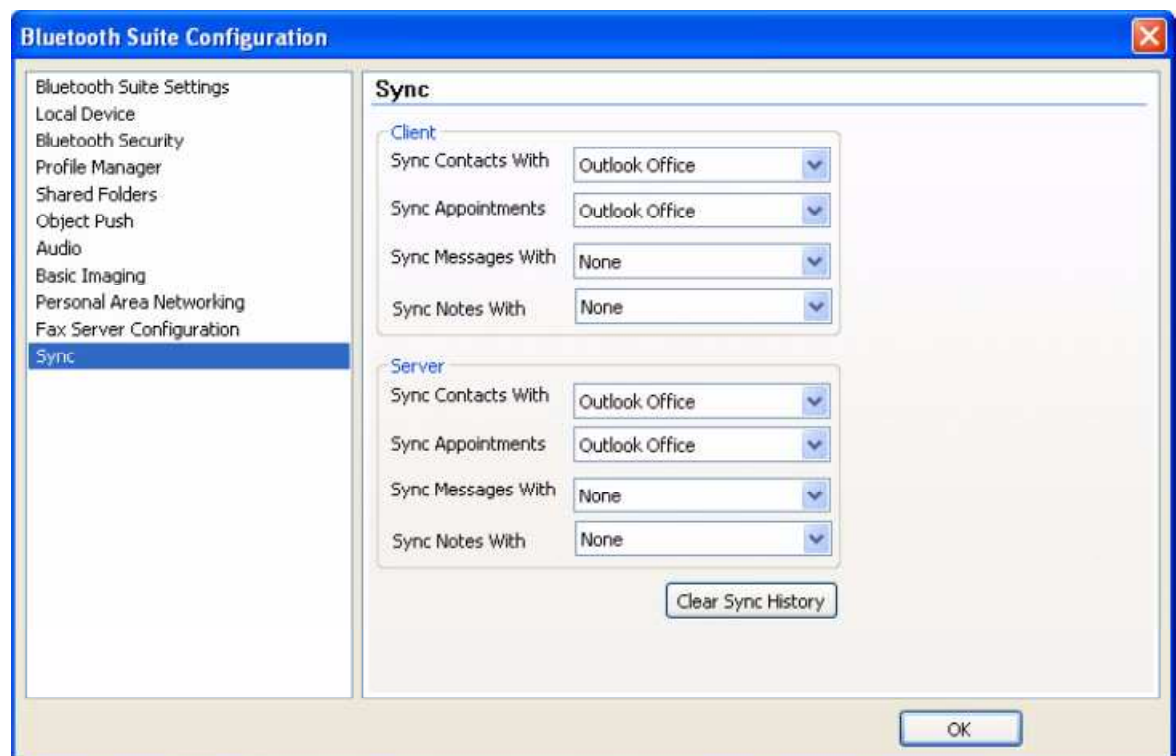 Bluetooth Suite Configuration
Bluetooth Suite Settings
Local Device
Bluetooth Security
Profile Manager
Shared Folders
Object Push
Audio
Basic Imaging
Personal Area Networking
Fax Server Configuration
Sync
Sync
Client
Sync Contacts With Outlook Office
Sync Appointments Outlook Office
Sync Messages With None
Sync Notes With None
Server
Sync Contacts With Outlook Office
Sync Appointments Outlook Office
Sync Messages With None
Sync Notes With None
Clear Sync History
OK